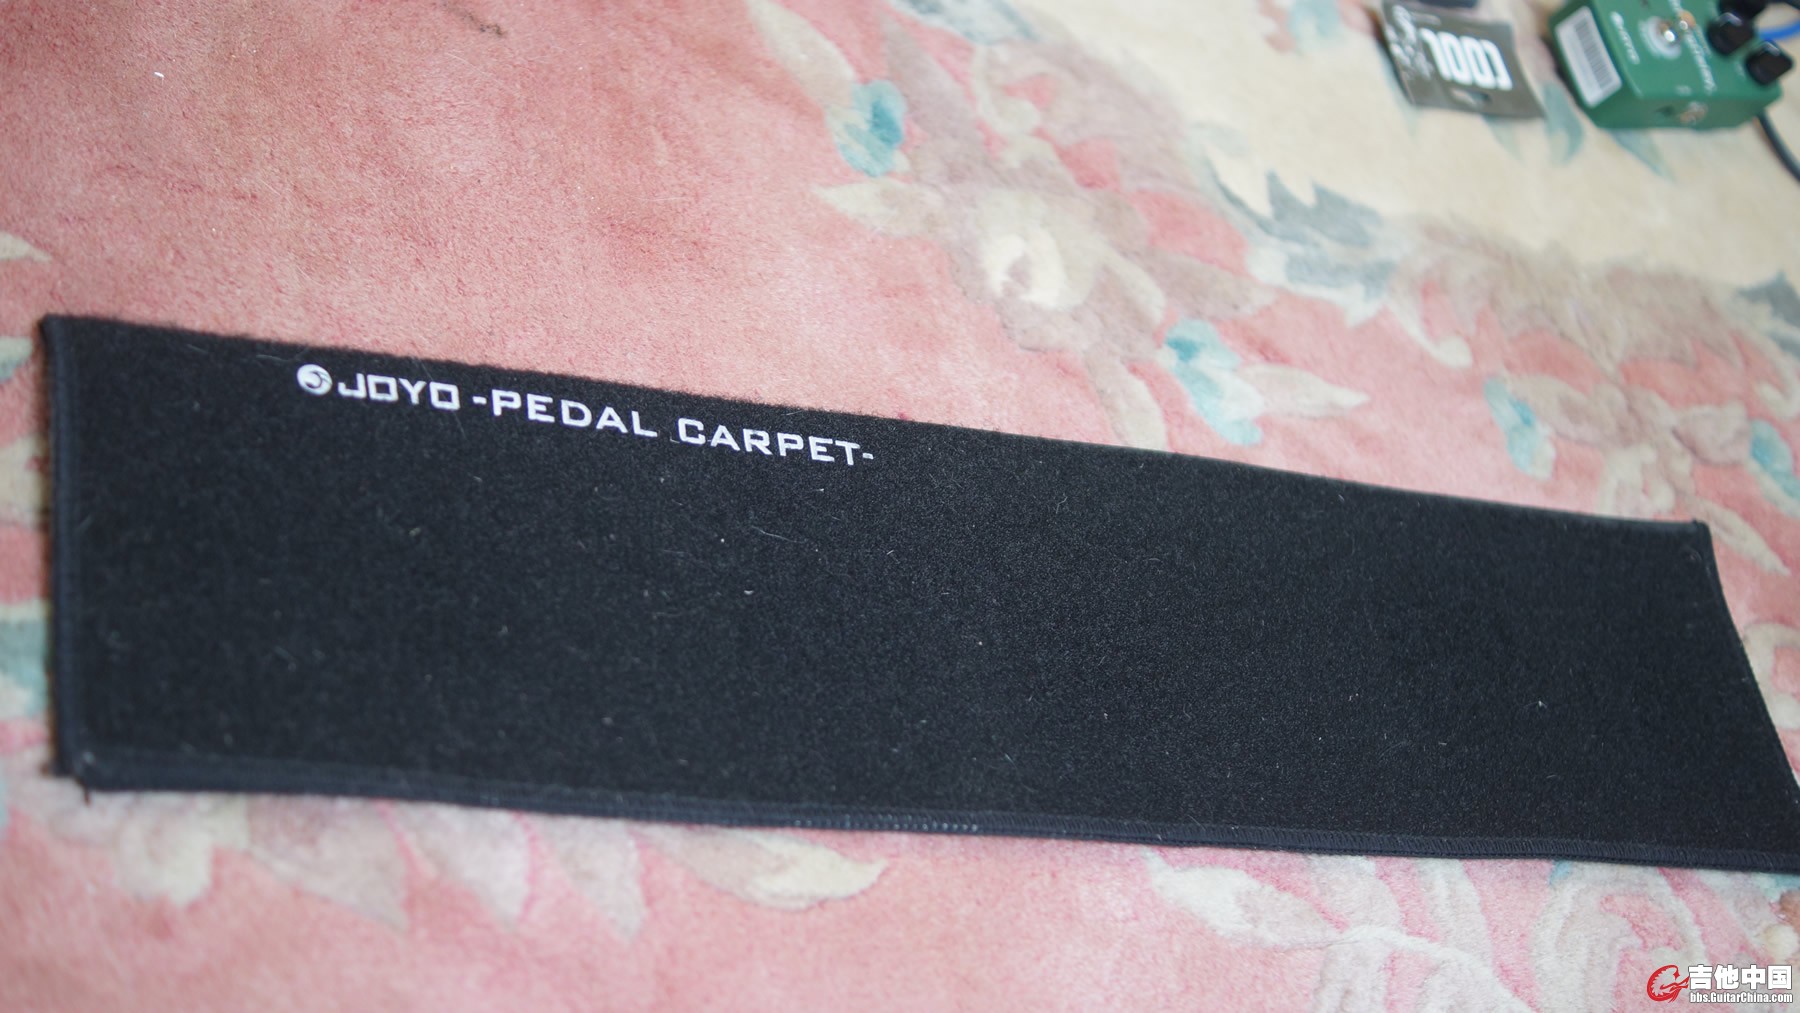 JOYO -PEDAL CARPET-
吉他中国
bbs.GuitarChina.com